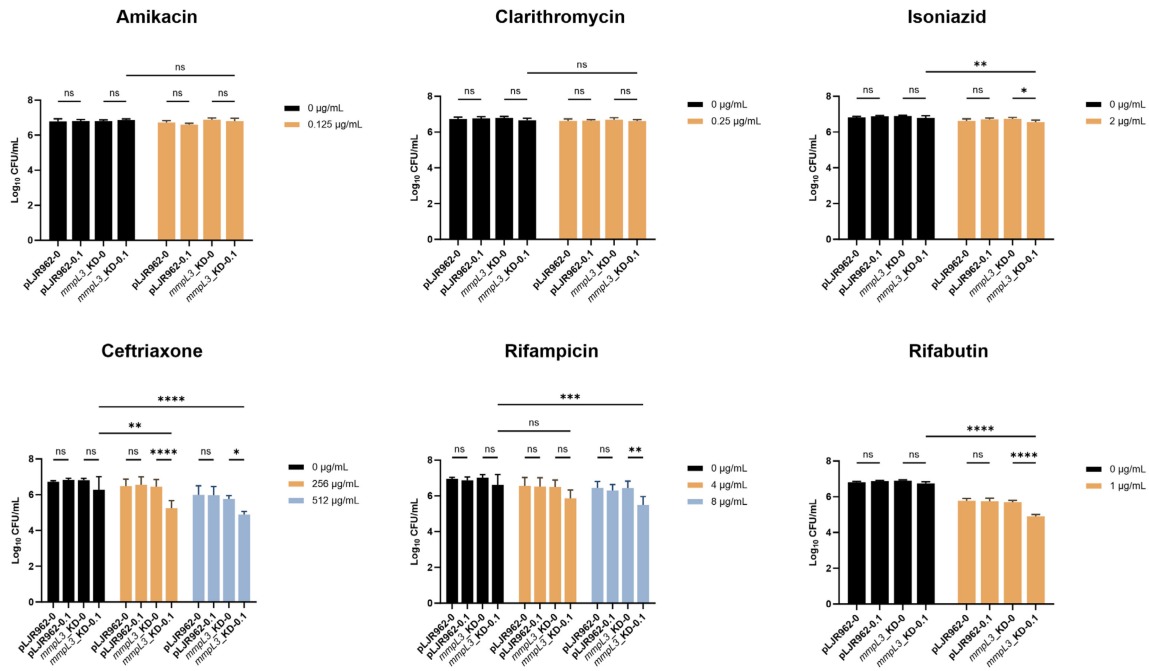 Amikacin
ns
ns ns ns ns
Log₁₀ CFU/mL
8
6
4
2
0
pLJR962-0
pLJR962-0.1
mmpL3_KD-0
mmpL3_KD-0.1
pLJR962-0
pLJR962-0.1
mmpL3_KD-0
mmpL3_KD-0.1
0 µg/mL
0.125 µg/mL
Clarithromycin
ns
ns ns ns ns
Log₁₀ CFU/mL
8
6
4
2
0
pLJR962-0
pLJR962-0.1
mmpL3_KD-0
mmpL3_KD-0.1
pLJR962-0
pLJR962-0.1
mmpL3_KD-0
mmpL3_KD-0.1
0 µg/mL
0.25 µg/mL
Isoniazid
**
ns ns ns *
Log₁₀ CFU/mL
8
6
4
2
0
pLJR962-0
pLJR962-0.1
mmpL3_KD-0
mmpL3_KD-0.1
pLJR962-0
pLJR962-0.1
mmpL3_KD-0
mmpL3_KD-0.1
0 µg/mL
2 µg/mL
Ceftriaxone
****
**
ns ns ns **** ns *
Log₁₀ CFU/mL
8
6
4
2
0
pLJR962-0
pLJR962-0.1
mmpL3_KD-0
mmpL3_KD-0.1
pLJR962-0
pLJR962-0.1
mmpL3_KD-0
mmpL3_KD-0.1
pLJR962-0
pLJR962-0.1
mmpL3_KD-0
mmpL3_KD-0.1
0 µg/mL
256 µg/mL
512 µg/mL
Rifampicin
***
ns
ns ns ns ns ns **
Log₁₀ CFU/mL
8
6
4
2
0
pLJR962-0
pLJR962-0.1
mmpL3_KD-0
mmpL3_KD-0.1
pLJR962-0
pLJR962-0.1
mmpL3_KD-0
mmpL3_KD-0.1
pLJR962-0
pLJR962-0.1
mmpL3_KD-0
mmpL3_KD-0.1
0 µg/mL
4 µg/mL
8 µg/mL
Rifabutin
****
ns ns ns ****
Log₁₀ CFU/mL
8
6
4
2
0
pLJR962-0
pLJR962-0.1
mmpL3_KD-0
mmpL3_KD-0.1
pLJR962-0
pLJR962-0.1
mmpL3_KD-0
mmpL3_KD-0.1
0 µg/mL
1 µg/mL